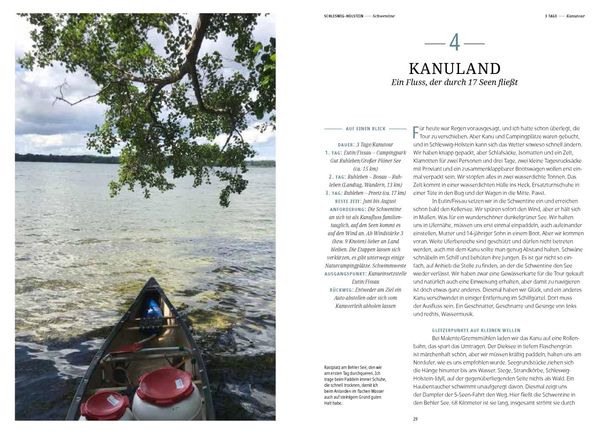 SCHLESWIG-HOLSTEIN — Schwentine
3 TAGE — Kanutour
4
KANULAND
Ein Fluss, der durch 17 Seen fließt
AUF EINEN BLICK
DAUER: 3 Tage Kanutour
1. TAG: Eutin/Fissau – Campingpark
Gut Ruhleben/Großer Plöner See
(ca. 15 km)
2. TAG: Ruhleben – Bosau – Ruh-
leben (Landtag, Wandern, 13 km)
3. TAG: Ruhleben – Preetz (ca. 17 km)
BESTE ZEIT: Juni bis August
ANFORDERUNG: Die Schwentine
an sich ist als Kanufluss familien-
tauglich, auf den Seen kommt es
auf den Wind an. Ab Windstärke 3
(bzw. 9 Knoten) lieber an Land
bleiben. Die Etappen lassen sich
verkürzen, es gibt unterwegs einige
Naturcampingplätze. Schwimmweste
AUSGANGSPUNKT: Kanueinsetzstelle
Eutin/Fissau
RÜCKWEG: Entweder am Ziel ein
Auto abstellen oder sich vom
Kanuverleih abholen lassen
Rastplatz am Behler See, den wir
am ersten Tag durchqueren. Ich
trage beim Paddeln immer Schuhe,
die schnell trocknen, damit ich
beim Anlanden im flachen Wasser
auch auf steinigem Grund guten
Halt habe.
Für heute war Regen vorausgesagt, und ich hatte schon überlegt, die
Tour zu verschieben. Aber Kanu und Campingplätze waren gebucht,
und in Schleswig-Holstein kann sich das Wetter sowieso schnell ändern.
Wir haben knapp gepackt, aber Schlafsäcke, Isomatten und ein Zelt,
Klamotten für zwei Personen und drei Tage, zwei kleine Tagesrucksäcke
mit Proviant und ein zusammenklappbarer Bootswagen wollen erst ein-
mal verpackt sein. Wir stopfen alles in zwei wasserdichte Tonnen. Das
Zelt kommt in einer wasserdichten Hülle ins Heck, Ersatzturnschuhe in
einer Tüte in den Bug und der Wagen in die Mitte. Passt.
In Eutin/Fissau setzen wir in die Schwentine ein und erreichen
schon bald den Kellersee. Wir spüren sofort den Wind, aber er hält sich
in Maßen. Was für ein wunderschöner dunkelgrüner See. Wir halten
uns in Ufernähe, müssen uns erst einmal einpaddeln, auch aufeinander
einstellen, Mutter und 14-jähriger Sohn in einem Boot. Aber wir kommen
voran. Weite Uferbereiche sind geschützt und dürfen nicht betreten
werden, auch mit dem Kanu sollte man genug Abstand halten. Schwäne
schnäbeln im Schilf und behüten ihre Jungen. Es ist gar nicht so ein-
fach, auf Anhieb die Stelle zu finden, an der die Schwentine den See
wieder verlässt. Wir haben zwar eine Gewässerkarte für die Tour gekauft
und natürlich auch eine Einweisung erhalten, aber damit zu navigieren
ist doch etwas ganz anderes. Diesmal haben wir Glück, und ein anderes
Kanu verschwindet in einiger Entfernung im Schilfgürtel. Dort muss
der Ausfluss sein. Ein Geschnatter, Geschnatter und Gesinge von links
und rechts, Wassermusik.
GLITZERPUNKTE AUF KLEINEN WELLEN
Bei Malente/Gremsmühlen laden wir das Kanu auf eine Rollen-
bahn, das spart das Umtragen. Der Dieksee in tiefem Flaschengrün
ist märchenhaft schön, aber wir müssen kräftig paddeln, halten uns am
Nordufer, wie es uns empfohlen wurde. Seegrundstücke ziehen sich
die Hänge hinunter bis ans Wasser, Stege, Strandkörbe, Schleswig-
Holstein-Idyll, auf der gegenüberliegenden Seite nichts als Wald. Ein
Haubentaucher schwimmt unaufgeregt davon. Diesmal zeigt uns
der Dampfer der 5-Seen-Fahrt den Weg. Hier fließt die Schwentine in
den Behler See. 68 Kilometer ist sie lang, insgesamt strömt sie durch
29